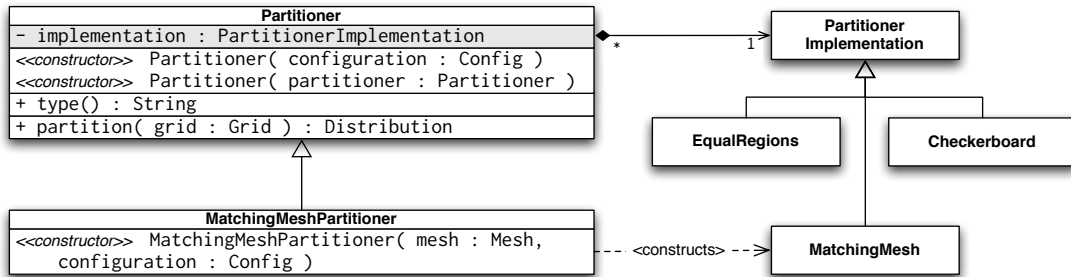 Partitioner
- implementation : PartitionerImplementation
<<constructor>> Partitioner( configuration : Config )
<<constructor>> Partitioner( partitioner : Partitioner )
+ type() : String
+ partition( grid : Grid ) : Distribution
*
1
Partitioner
Implementation
EqualRegions
Checkerboard
MatchingMeshPartitioner
<<constructor>> MatchingMeshPartitioner( mesh : Mesh,
configuration : Config )
<constructs>
MatchingMesh